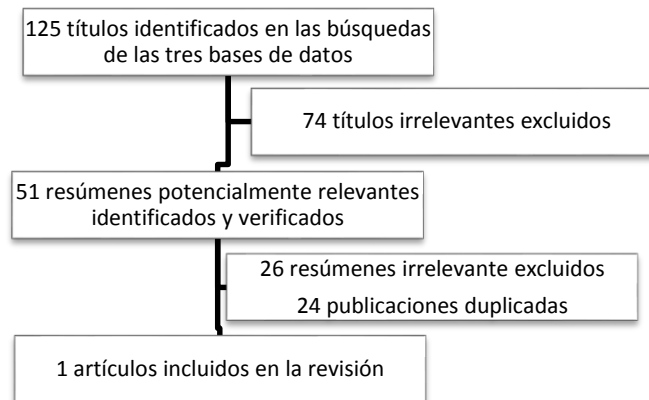 125 títulos identificados en las búsquedas
de las tres bases de datos
74 títulos irrelevantes excluidos
51 resúmenes potencialmente relevantes
identificados y verificados
26 resúmenes irrelevante excluidos
24 publicaciones duplicadas
1 artículos incluidos en la revisión